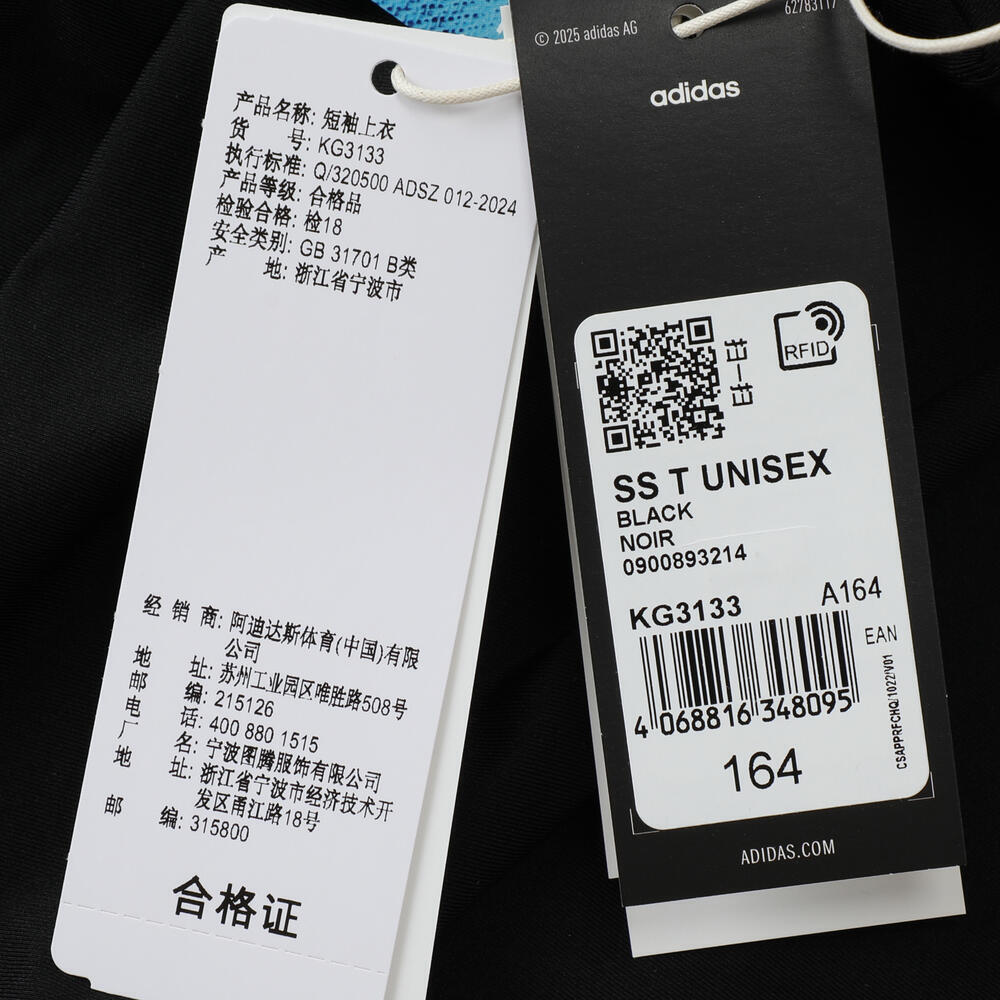 产品名称: 短袖上衣
货 号: KG3133
执行标准: Q/320500 ADSZ 012-2024
产品等级: 合格品
检验合格: 检18
安全类别: GB 31701 B类
产 地: 浙江省宁波市
经 销 商: 阿迪达斯体育(中国)有限
公司
地 址: 苏州工业园区唯胜路508号
邮 编: 215126
电 话: 400 880 1515
厂 名: 宁波图腾服饰有限公司
地 址: 浙江省宁波市经济技术开
发区甬江路18号
邮 编: 315800
合格证
© 2025 adidas AG
adidas
扫一扫
RFID
SS T UNISEX
BLACK
NOIR
0900893214
KG3133
A164
EAN
4 068816 348095
CSAPPRFCHQ/1022/V01
164
ADIDAS.COM